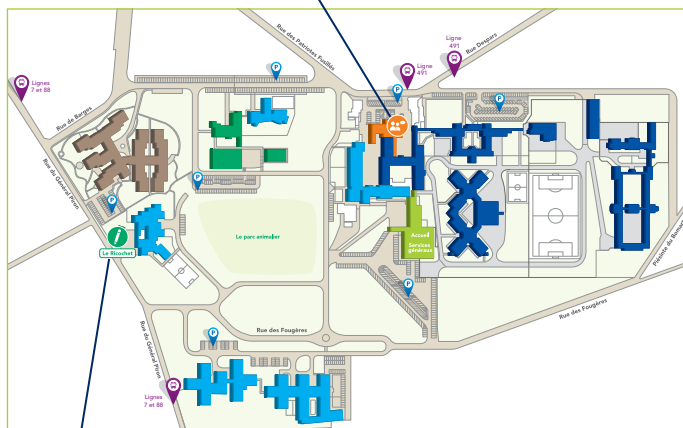 Rue des Patriotes Fusillés
Ligne
491
Ligne
491
Rue Despars
P
P
P
Lignes
7 et 88
Rue de Barges
Rue du Général Piron
P
P
i
Le Ricochet
Le parc animalier
Accueil
Services
généraux
P
Rue des Fougères
Rue des Fougères
Rue du Général Piron
P
Lignes
7 et 88